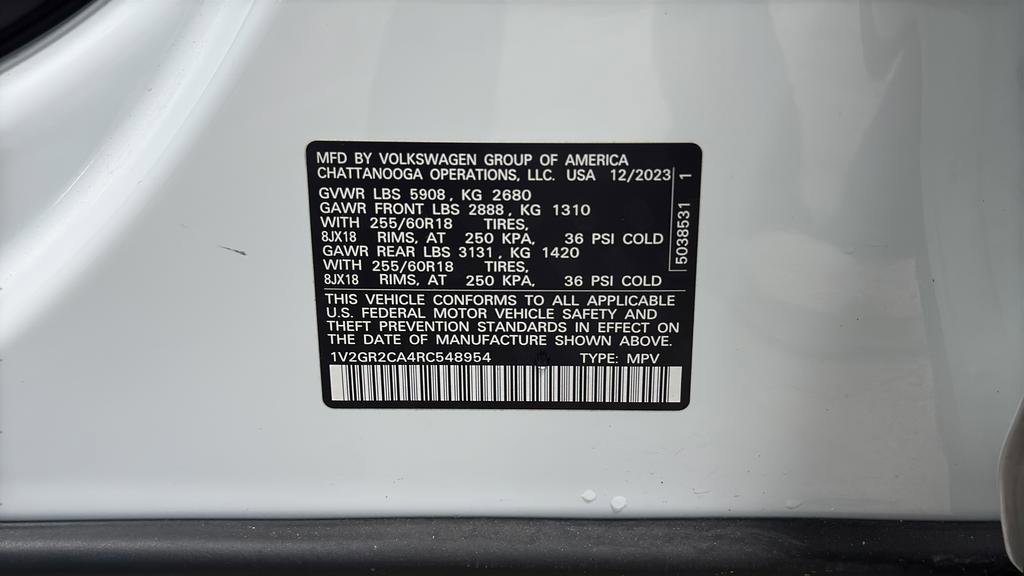 MFD BY VOLKSWAGEN GROUP OF AMERICA
CHATTANOOGA OPERATIONS, LLC. USA 12/2023
GVWR LBS 5908, KG 2680
GAWR FRONT LBS 2888, KG 1310
WITH 255/60R18 TIRES,
8JX18 RIMS, AT 250 KPA, 36 PSI COLD
GAWR REAR LBS 3131, KG 1420
WITH 255/60R18 TIRES,
8JX18 RIMS, AT 250 KPA, 36 PSI COLD
THIS VEHICLE CONFORMS TO ALL APPLICABLE
U.S. FEDERAL MOTOR VEHICLE SAFETY AND
THEFT PREVENTION STANDARDS IN EFFECT ON
THE DATE OF MANUFACTURE SHOWN ABOVE.
1V2GR2CA4RC548954 TYPE: MPV
5038531 1